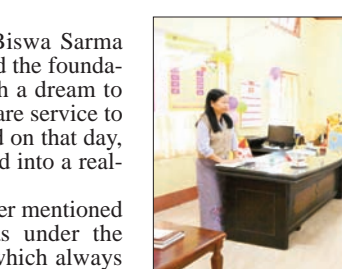 Biswa Sarma
d the founda-
h a dream to
are service to
d on that day,
d into a real-
er mentioned
s under the
which always